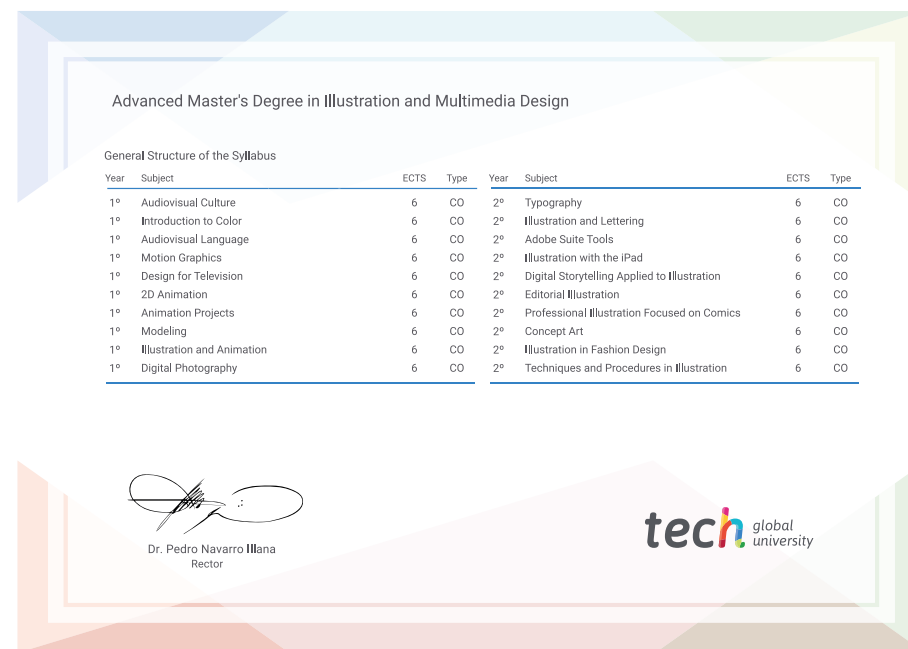 Advanced Master's Degree in Illustration and Multimedia Design
General Structure of the Syllabus
Year Subject ECTS Type
1º Audiovisual Culture 6 CO
1º Introduction to Color 6 CO
1º Audiovisual Language 6 CO
1º Motion Graphics 6 CO
1º Design for Television 6 CO
1º 2D Animation 6 CO
1º Animation Projects 6 CO
1º Modeling 6 CO
1º Illustration and Animation 6 CO
1º Digital Photography 6 CO
Year Subject ECTS Type
2º Typography 6 CO
2º Illustration and Lettering 6 CO
2º Adobe Suite Tools 6 CO
2º Illustration with the iPad 6 CO
2º Digital Storytelling Applied to Illustration 6 CO
2º Editorial Illustration 6 CO
2º Professional Illustration Focused on Comics 6 CO
2º Concept Art 6 CO
2º Illustration in Fashion Design 6 CO
2º Techniques and Procedures in Illustration 6 CO
Dr. Pedro Navarro Illana
Rector
tech global
university